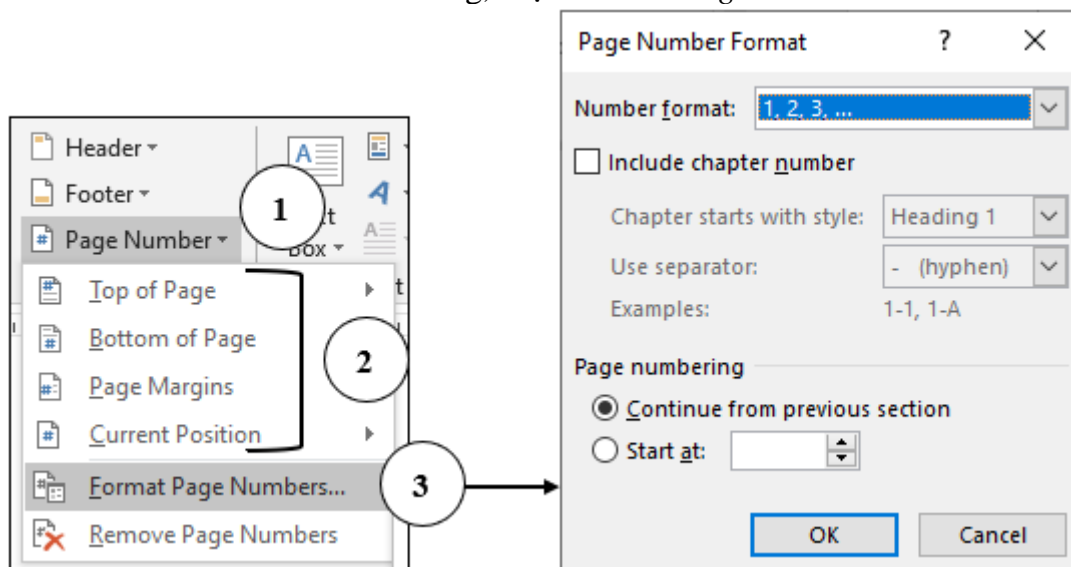 Page Number Format ? ×
Number format: 1, 2, 3, ...
Include chapter number
Chapter starts with style: Heading 1
Use separator: - (hyphen)
Examples: 1-1, 1-A
Page numbering
Continue from previous section
Start at:
OK Cancel
Header
Footer
Page Number
Box
1
Top of Page
Bottom of Page
Page Margins
Current Position
2
Format Page Numbers...
3
Remove Page Numbers